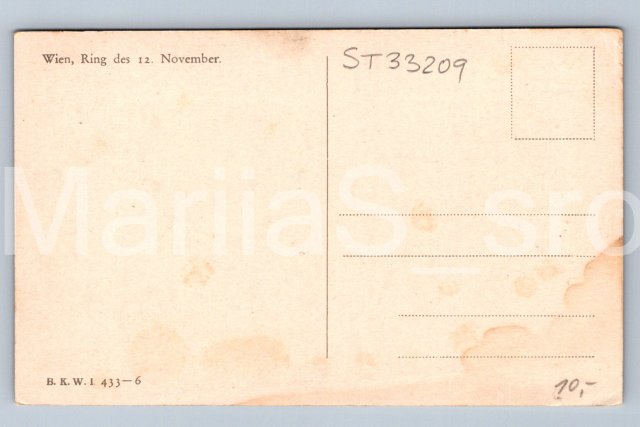 Wien, Ring des 12. November.
ST33209
MariiaS_sro
B. K. W. I. 433—6
10,-